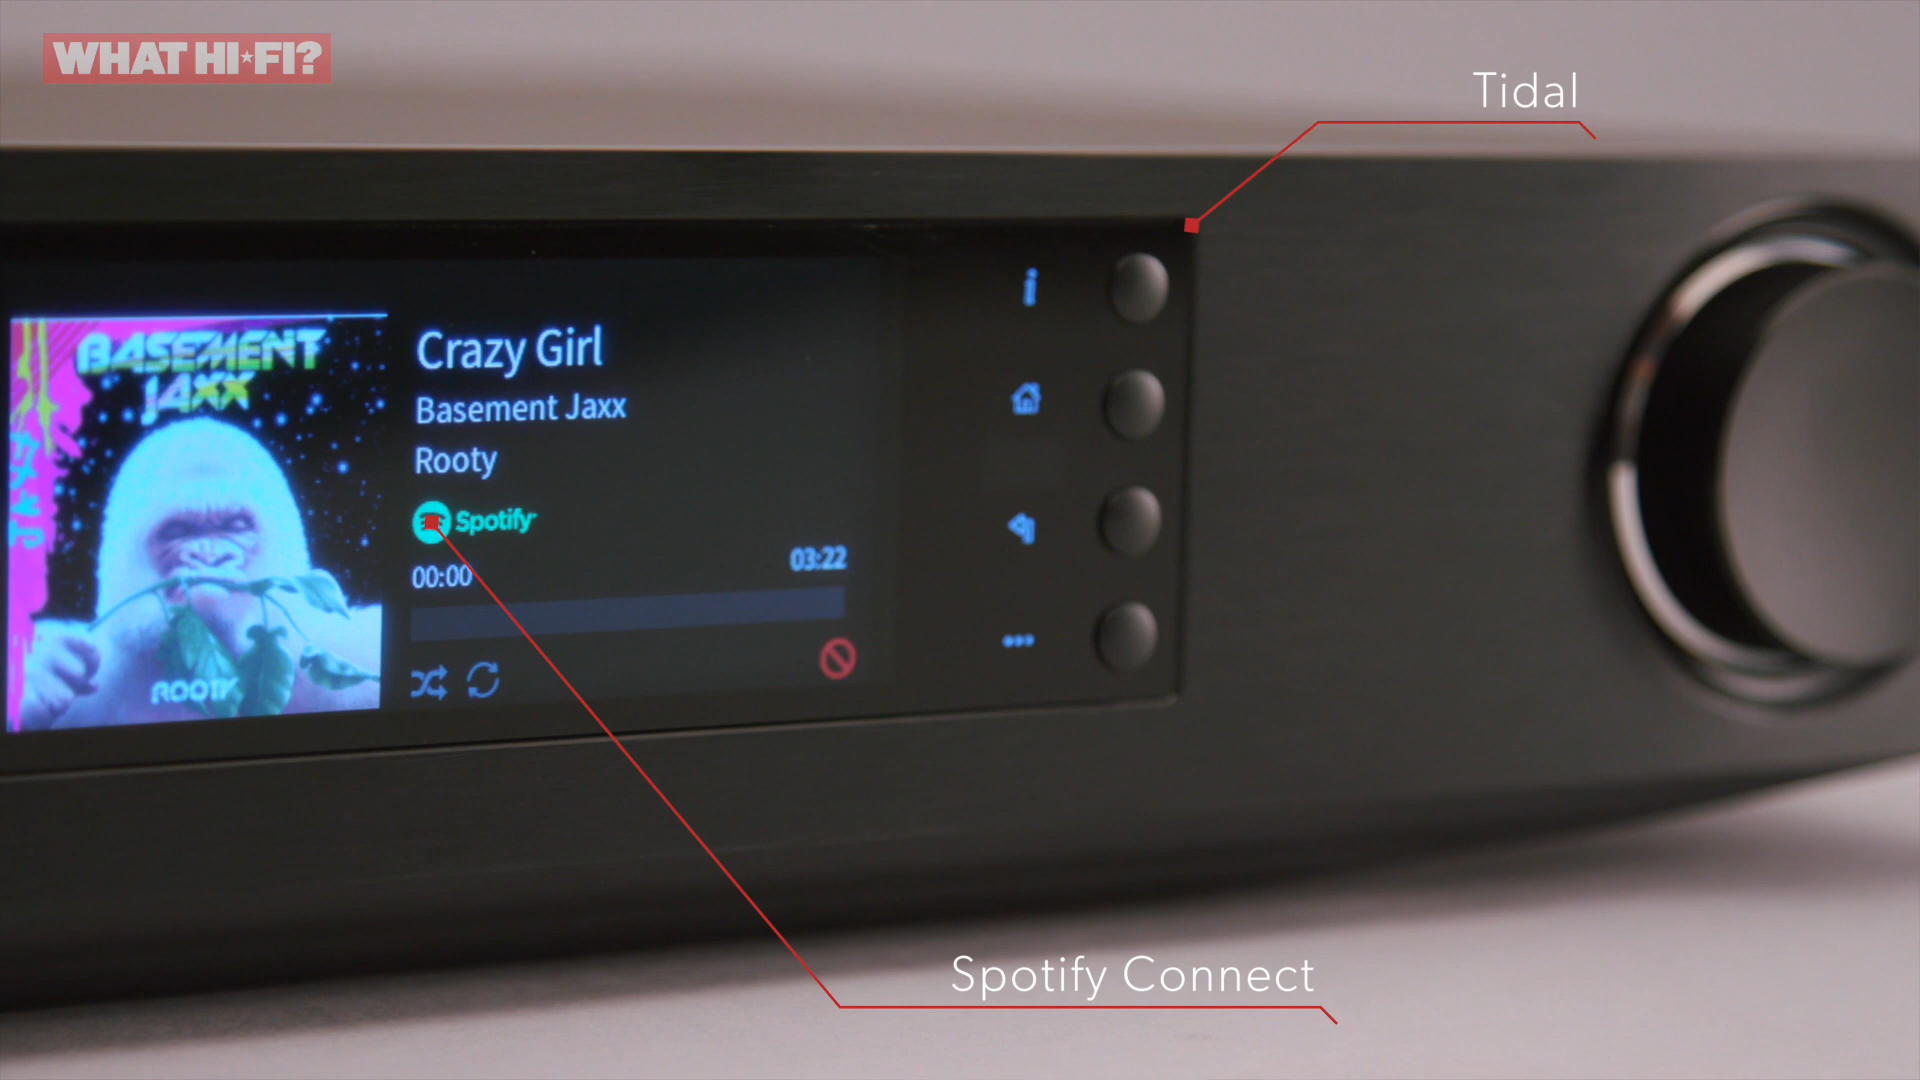 WHAT HI★FI?
Tidal
BASEMENT
JAXX
ROOTY
Crazy Girl
Basement Jaxx
Rooty
Spotify
00:00
03:22
Spotify Connect